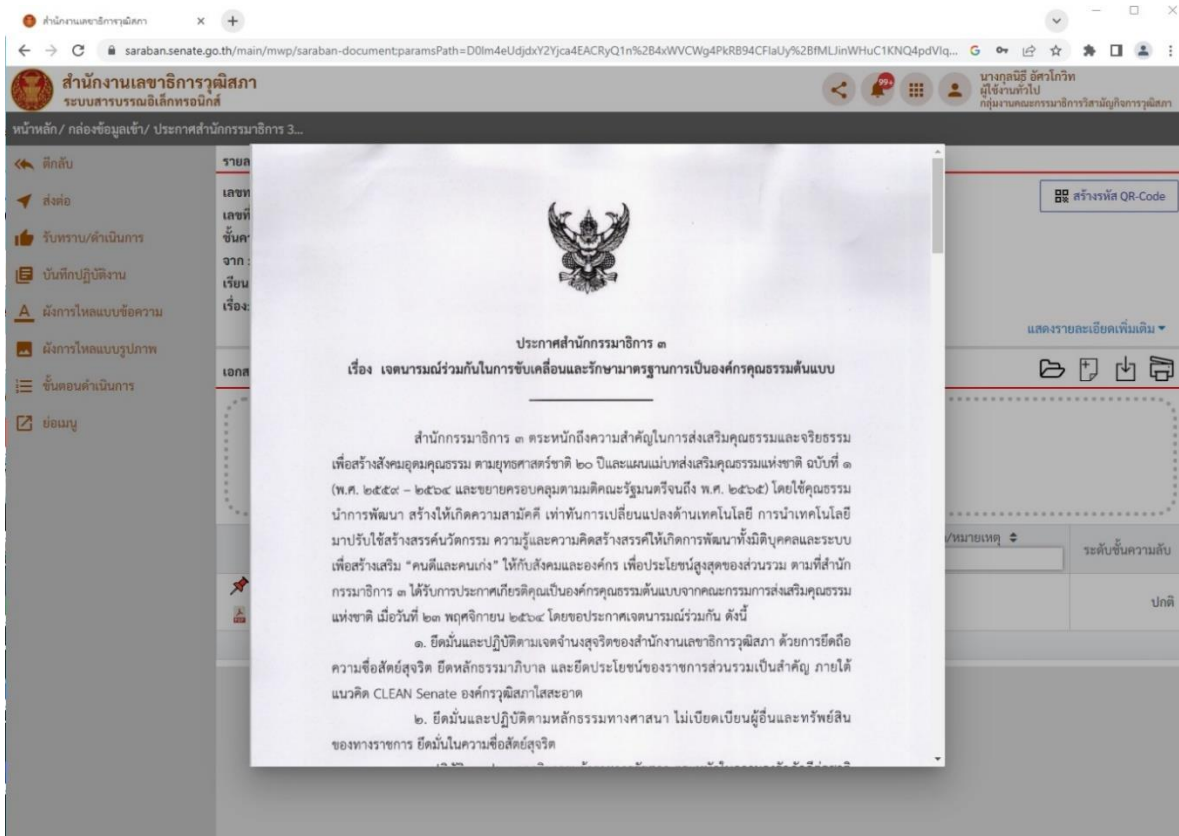 สำนักงานเลขาธิการวุฒิสภา
saraban.senate.go.th/main/mwp/saraban-document;paramsPath=D0Im4eUdjdxY2Yjca4EACRyQ1n%2B4xWVCWg4PkRB94CFlaUy%2BfMLJinWHuC1KNQ4pdVlq...
สำนักงานเลขาธิการวุฒิสภา
ระบบสารบรรณอิเล็กทรอนิกส์
99+
นางกุลนิธี อัศวโกวิท
ผู้ใช้งานทั่วไป
กลุ่มงานคณะกรรมาธิการวิสามัญกิจการวุฒิสภา
หน้าหลัก/ กล่องข้อมูลเข้า/ ประกาศสำนักกรรมาธิการ 3...
ตีกลับ
ส่งต่อ
รับทราบ/ดำเนินการ
บันทึกปฏิบัติงาน
ผังการไหลแบบข้อความ
ผังการไหลแบบรูปภาพ
ขั้นตอนดำเนินการ
ย่อเมนู
รายล
เลขท
เลขที่
ชั้นคว
จาก :
เรียน
เรื่อง:
สร้างรหัส QR-Code
แสดงรายละเอียดเพิ่มเติม
เอกส
/หมายเหตุ
ระดับชั้นความลับ
ปกติ
ประกาศสำนักกรรมาธิการ ๓
เรื่อง เจตนารมณ์ร่วมกันในการขับเคลื่อนและรักษามาตรฐานการเป็นองค์กรคุณธรรมต้นแบบ
สำนักกรรมาธิการ ๓ ตระหนักถึงความสำคัญในการส่งเสริมคุณธรรมและจริยธรรม
เพื่อสร้างสังคมอุดมคุณธรรม ตามยุทธศาสตร์ชาติ ๒๐ ปีและแผนแม่บทส่งเสริมคุณธรรมแห่งชาติ ฉบับที่ ๑
(พ.ศ. ๒๕๕๙ – ๒๕๖๔ และขยายครอบคลุมตามมติคณะรัฐมนตรีจนถึง พ.ศ. ๒๕๖๕) โดยใช้คุณธรรม
นำการพัฒนา สร้างให้เกิดความสามัคคี เท่าทันการเปลี่ยนแปลงด้านเทคโนโลยี การนำเทคโนโลยี
มาปรับใช้สร้างสรรค์นวัตกรรม ความรู้และความคิดสร้างสรรค์ให้เกิดการพัฒนาทั้งมิติบุคคลและระบบ
เพื่อสร้างเสริม “คนดีและคนเก่ง” ให้กับสังคมและองค์กร เพื่อประโยชน์สูงสุดของส่วนรวม ตามที่สำนัก
กรรมาธิการ ๓ ได้รับการประกาศเกียรติคุณเป็นองค์กรคุณธรรมต้นแบบจากคณะกรรมการส่งเสริมคุณธรรม
แห่งชาติ เมื่อวันที่ ๒๓ พฤศจิกายน ๒๕๖๔ โดยขอประกาศเจตนารมณ์ร่วมกัน ดังนี้
๑. ยึดมั่นและปฏิบัติตามเจตจำนงสุจริตของสำนักงานเลขาธิการวุฒิสภา ด้วยการยึดถือ
ความซื่อสัตย์สุจริต ยึดหลักธรรมาภิบาล และยึดประโยชน์ของราชการส่วนรวมเป็นสำคัญ ภายใต้
แนวคิด CLEAN Senate องค์กรวุฒิสภาใสสะอาด
๒. ยึดมั่นและปฏิบัติตามหลักธรรมทางศาสนา ไม่เบียดเบียนผู้อื่นและทรัพย์สิน
ของทางราชการ ยึดมั่นในความซื่อสัตย์สุจริต